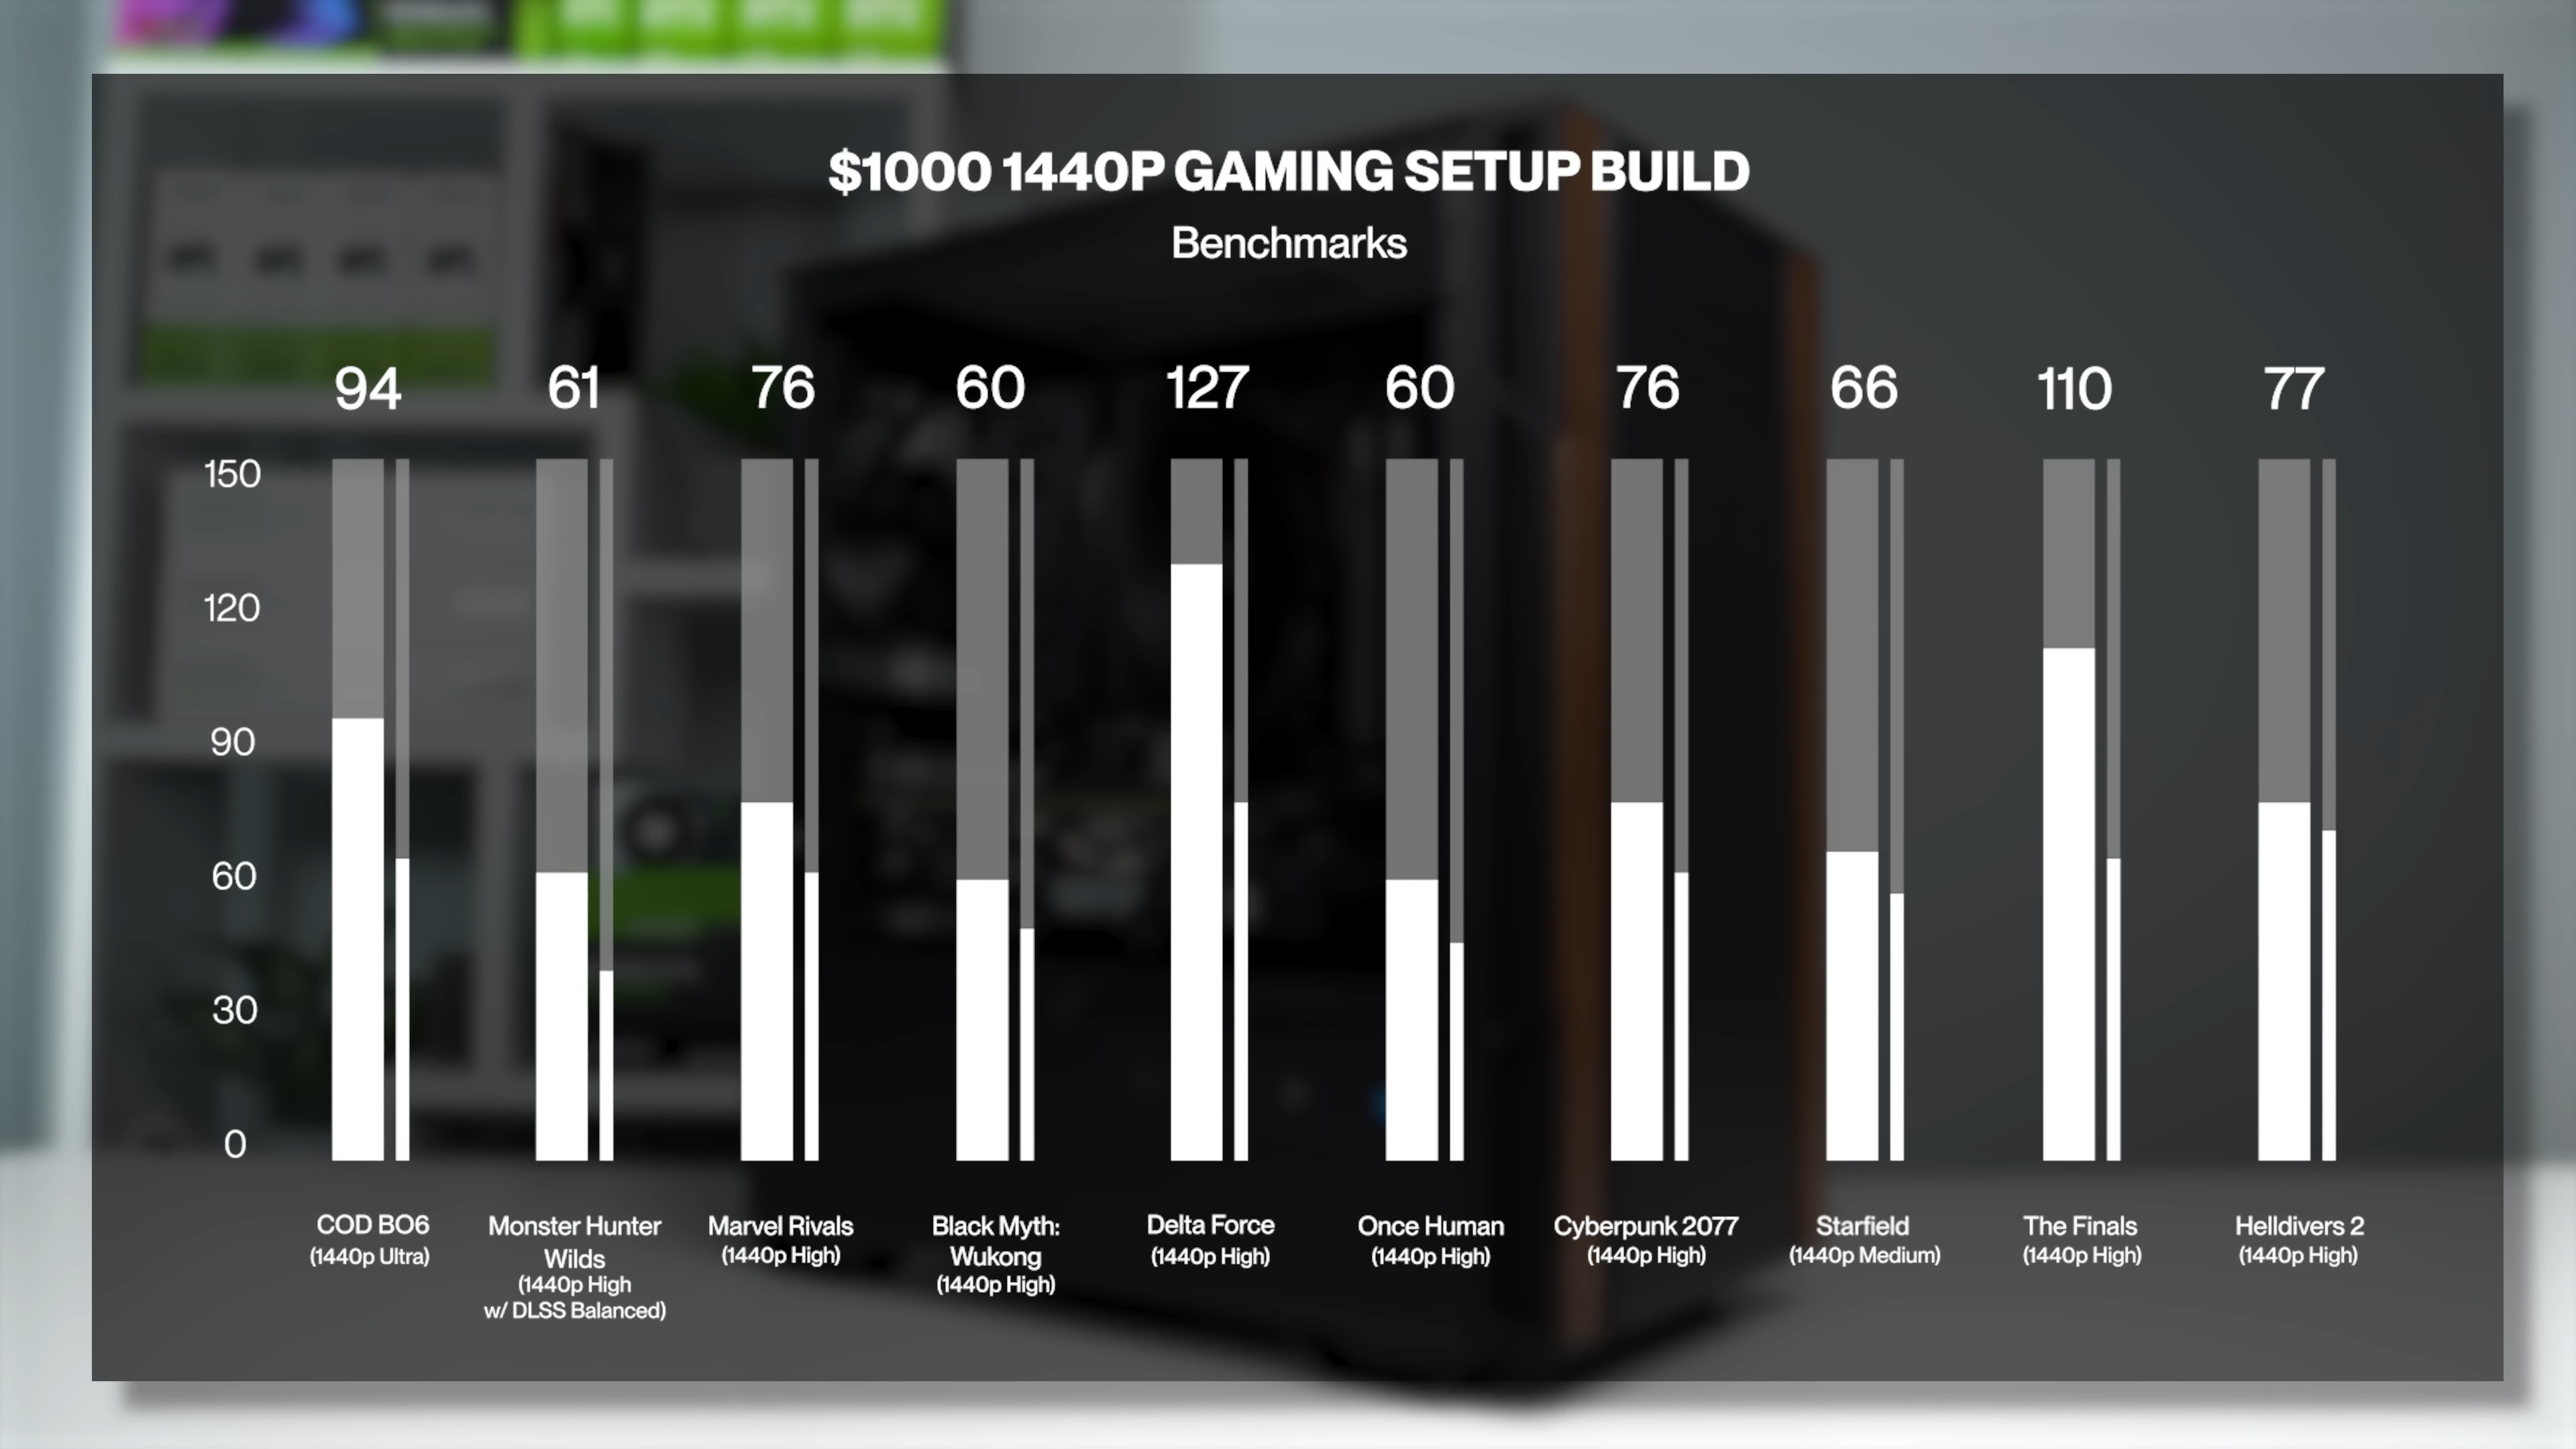 $1000 1440P GAMING SETUP BUILD
Benchmarks
94 61 76 60 127 60 76 66 110 77
150
120
90
60
30
0
COD BO6
(1440p Ultra)
Monster Hunter
Wilds
(1440p High
w/ DLSS Balanced)
Marvel Rivals
(1440p High)
Black Myth:
Wukong
(1440p High)
Delta Force
(1440p High)
Once Human
(1440p High)
Cyberpunk 2077
(1440p High)
Starfield
(1440p Medium)
The Finals
(1440p High)
Helldivers 2
(1440p High)